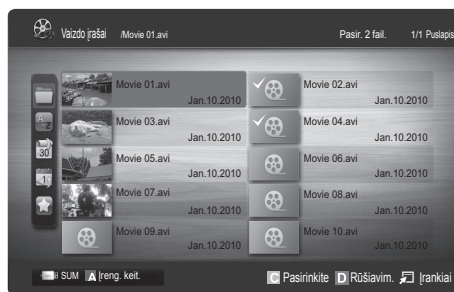 Vaizdo įrašai /Movie 01.avi Pasir. 2 fail. 1/1 Puslapis
Movie 01.avi Movie 02.avi
Jan.10.2010 Jan.10.2010
Movie 03.avi Movie 04.avi
Jan.10.2010 Jan.10.2010
Movie 05.avi Movie 06.avi
Jan.10.2010 Jan.10.2010
Movie 07.avi Movie 08.avi
Jan.10.2010 Jan.10.2010
Movie 09.avi Movie 10.avi
Jan.10.2010 Jan.10.2010
SUM A Įreng. keit. C Pasirinkite D Rūšiavim. Įrankiai